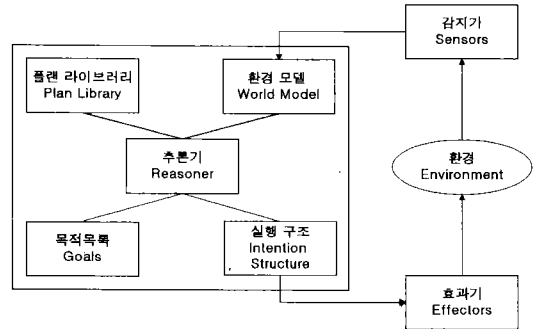 감지기
Sensors
플랜 라이브러리
Plan Library
환경 모델
World Model
추론기
Reasoner
환경
Environment
목적목록
Goals
실행 구조
Intention
Structure
효과기
Effectors